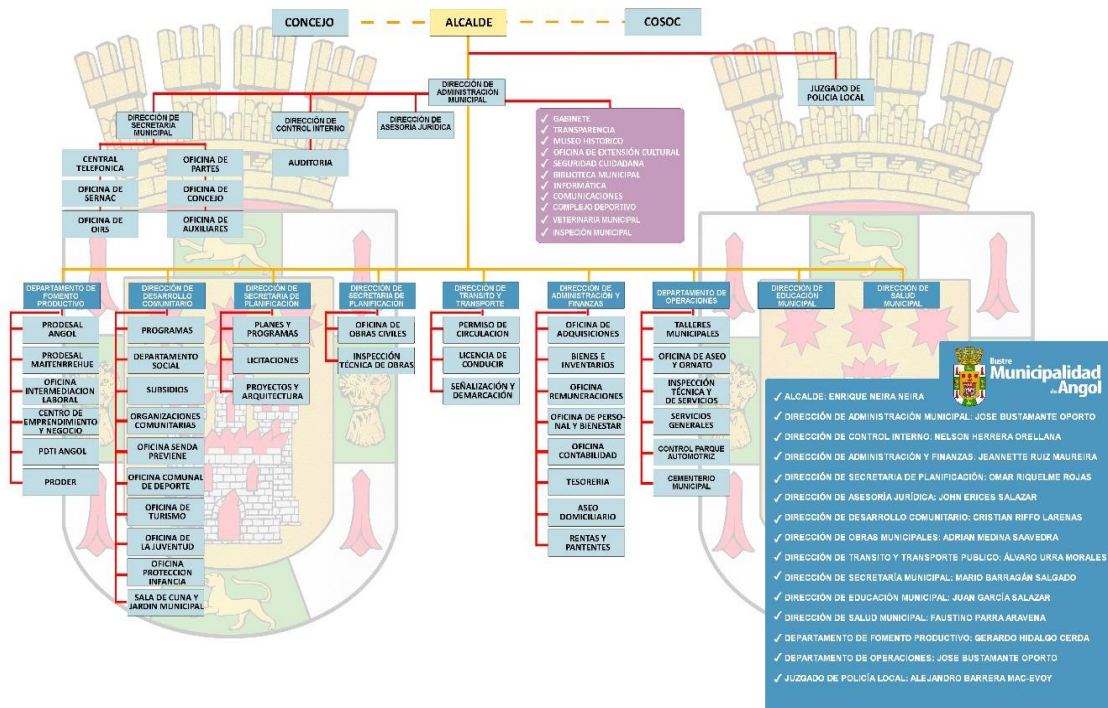 CONCEJO
ALCALDE
COSOC
DIRECCIÓN DE
ADMINISTRACIÓN
MUNICIPAL
JUZGADO DE
POLICÍA LOCAL
DIRECCIÓN DE
SECRETARIA
MUNICIPAL
DIRECCIÓN DE
CONTROL INTERNO
DIRECCIÓN DE
ASESORÍA JURÍDICA
CENTRAL
TELEFÓNICA
OFICINA DE
PARTES
AUDITORIA
OFICINA DE
SERNAC
OFICINA DE
CONCEJO
OFICINA DE
OIRS
OFICINA DE
AUXILIARES
✓ GABINETE
✓ TRANSPARENCIA
✓ MUSEO HISTÓRICO
✓ OFICINA DE EXTENSIÓN CULTURAL
✓ SEGURIDAD CUIDADANA
✓ BIBLIOTECA MUNICIPAL
✓ INFORMÁTICA
✓ COMUNICACIONES
✓ COMPLEJO DEPORTIVO
✓ VETERINARIA MUNICIPAL
✓ INSPECIÓN MUNICIPAL
DEPARTAMENTO DE
FOMENTO
PRODUCTIVO
PRODESAL
ANGOL
PRODESAL
MAITENRREHUE
OFICINA
INTERMEDIACION
LABORAL
CENTRO DE
EMPRENDIMIENTO
Y NEGOCIO
PDTI ANGOL
PRODER
DIRECCIÓN DE
DESARROLLO
COMUNITARIO
PROGRAMAS
DEPARTAMENTO
SOCIAL
SUBSIDIOS
ORGANIZACIONES
COMUNITARIAS
OFICINA SENDA
PREVIENE
OFICINA COMUNAL
DE DEPORTE
OFICINA DE
TURISMO
OFICINA DE
LA JUVENTUD
OFICINA
PROTECCION
INFANCIA
SALA DE CUNA Y
JARDIN MUNICIPAL
DIRECCIÓN DE
SECRETARIA DE
PLANIFICACIÓN
PLANES Y
PROGRAMAS
LICITACIONES
PROYECTOS Y
ARQUITECTURA
DIRECCIÓN DE
SECRETARIA DE
PLANIFICACIÓN
OFICINA DE
OBRAS CIVILES
INSPECCIÓN
TÉCNICA DE OBRAS
DIRECCIÓN DE
TRANSITO Y
TRANSPORTE
PERMISO DE
CIRCULACION
LICENCIA DE
CONDUCIR
SEÑALIZACIÓN Y
DEMARCACIÓN
DIRECCIÓN DE
ADMINISTRACIÓN Y
FINANZAS
OFICINA DE
ADQUISICIONES
BIENES E
INVENTARIOS
OFICINA
REMUNERACIONES
OFICINA DE PERSO-
NAL Y BIENESTAR
OFICINA
CONTABILIDAD
TESORERIA
ASEO
DOMICILIARIO
RENTAS Y
PANTENTES
DEPARTAMENTO DE
OPERACIONES
TALLERES
MUNICIPALES
OFICINA DE ASEO
Y ORNATO
INSPECCIÓN
TÉCNICA Y
DE SERVICIOS
SERVICIOS
GENERALES
CONTROL PARQUE
AUTOMOTRIZ
CEMENTERIO
MUNICIPAL
DIRECCIÓN DE
EDUCACIÓN
MUNICIPAL
DIRECCIÓN DE
SALUD MUNICIPAL
Ilustre
Municipalidad
de Angol
✓ ALCALDE: ENRIQUE NEIRA NEIRA
✓ DIRECCIÓN DE ADMINISTRACIÓN MUNICIPAL: JOSE BUSTAMANTE OPORTO
✓ DIRECCIÓN DE CONTROL INTERNO: NELSON HERRERA ORELLANA
✓ DIRECCIÓN DE ADMINISTRACIÓN Y FINANZAS: JEANNETTE RUIZ MAUREIRA
✓ DIRECCIÓN DE SECRETARIA DE PLANIFICACIÓN: OMAR RIQUELME ROJAS
✓ DIRECCIÓN DE ASESORÍA JURÍDICA: JOHN ERICES SALAZAR
✓ DIRECCIÓN DE DESARROLLO COMUNITARIO: CRISTIAN RIFFO LARENAS
✓ DIRECCIÓN DE OBRAS MUNICIPALES: ADRIAN MEDINA SAAVEDRA
✓ DIRECCIÓN DE TRANSITO Y TRANSPORTE PUBLICO: ÁLVARO URRA MORALES
✓ DIRECCIÓN DE SECRETARÍA MUNICIPAL: MARIO BARRAGÁN SALGADO
✓ DIRECCIÓN DE EDUCACIÓN MUNICIPAL: JUAN GARCÍA SALAZAR
✓ DIRECCIÓN DE SALUD MUNICIPAL: FAUSTINO PARRA ARAVENA
✓ DEPARTAMENTO DE FOMENTO PRODUCTIVO: GERARDO HIDALGO CERDA
✓ DEPARTAMENTO DE OPERACIONES: JOSE BUSTAMANTE OPORTO
✓ JUZGADO DE POLICÍA LOCAL: ALEJANDRO BARRERA MAC-EVOY